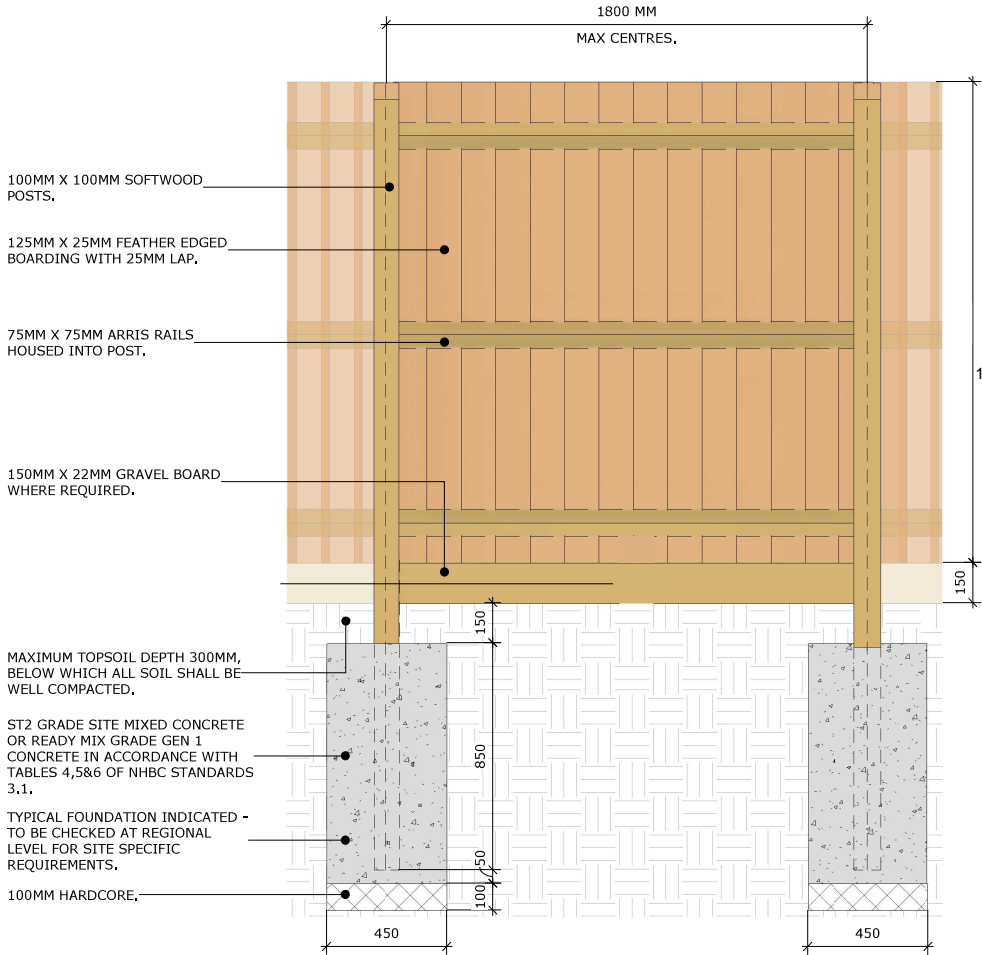 1800 MM
MAX CENTRES.
100MM X 100MM SOFTWOOD
POSTS.
125MM X 25MM FEATHER EDGED
BOARDING WITH 25MM LAP.
75MM X 75MM ARRIS RAILS
HOUSED INTO POST.
1
150MM X 22MM GRAVEL BOARD
WHERE REQUIRED.
150
150
MAXIMUM TOPSOIL DEPTH 300MM,
BELOW WHICH ALL SOIL SHALL BE
WELL COMPACTED.
ST2 GRADE SITE MIXED CONCRETE
OR READY MIX GRADE GEN 1
CONCRETE IN ACCORDANCE WITH
TABLES 4,5&6 OF NHBC STANDARDS
3.1.
850
TYPICAL FOUNDATION INDICATED -
TO BE CHECKED AT REGIONAL
LEVEL FOR SITE SPECIFIC
REQUIREMENTS.
50
100MM HARDCORE.
100
450
450